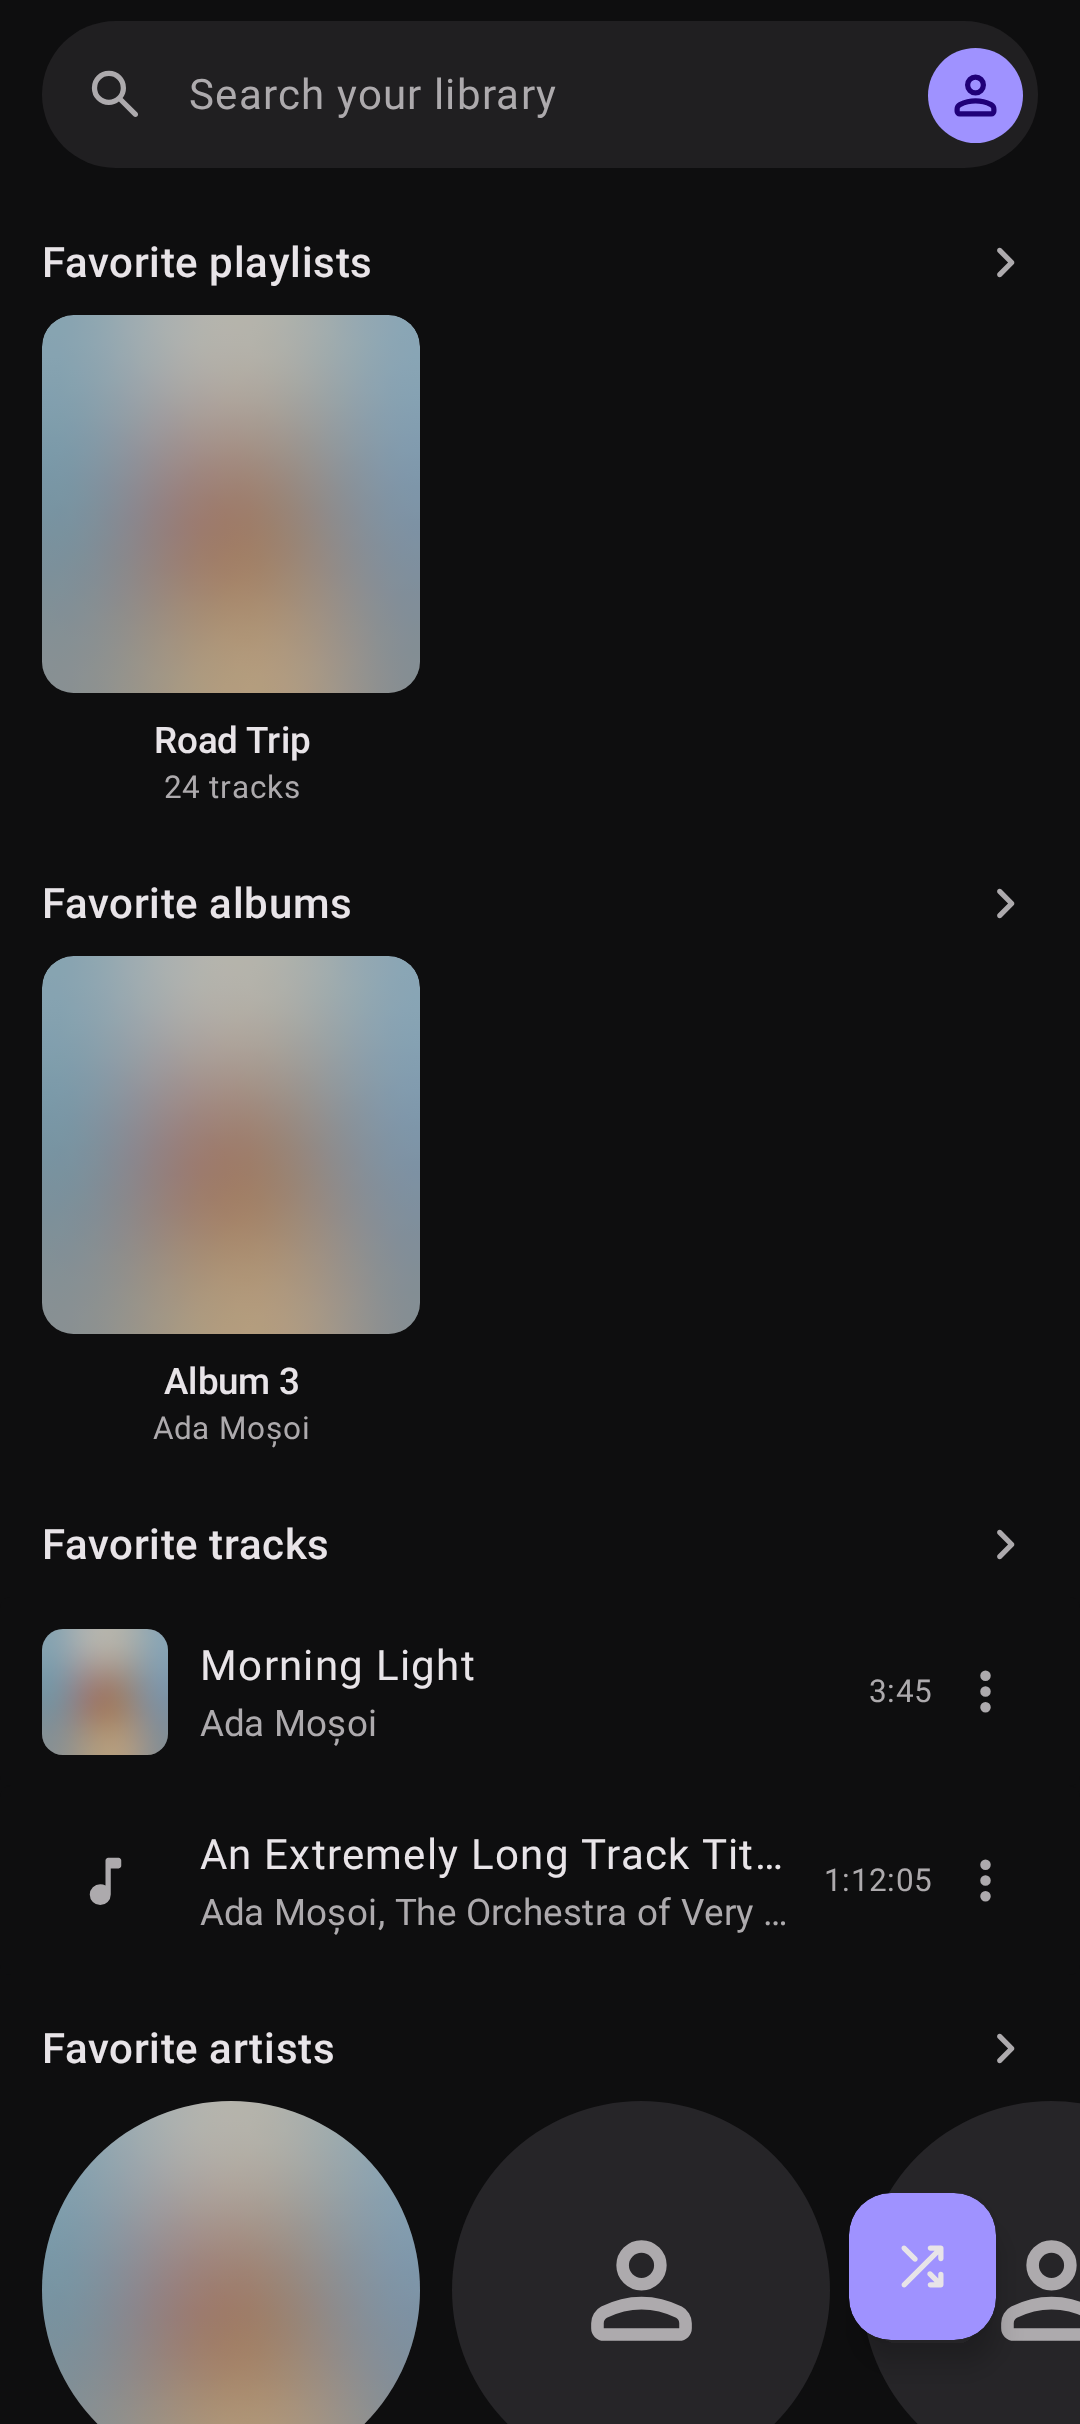 Search your library
Favorite playlists
Road Trip
24 tracks
Favorite albums
Album 3
Ada Moșoi
Favorite tracks
Morning Light
Ada Moșoi
3:45
An Extremely Long Track Tit…
Ada Moșoi, The Orchestra of Very …
1:12:05
Favorite artists